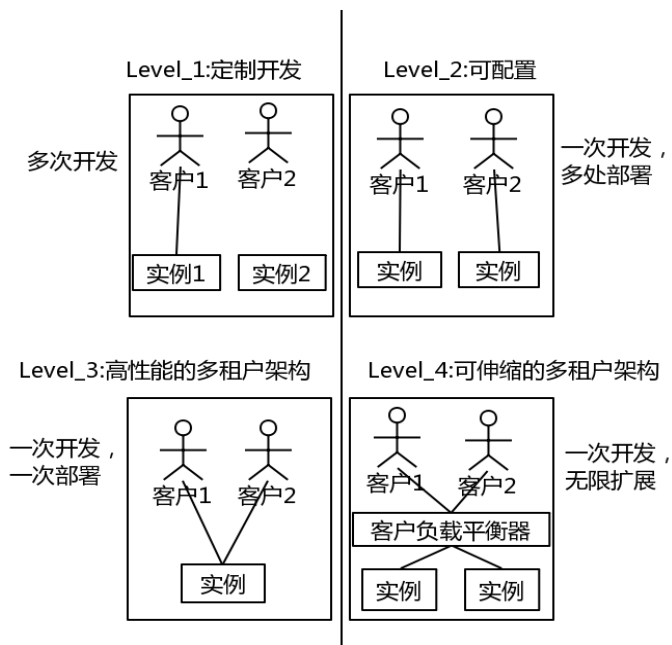 Level_1:定制开发
多次开发
客户1
客户2
实例1
实例2
Level_2:可配置
客户1
客户2
一次开发，
多处部署
实例
实例
Level_3:高性能的多租户架构
一次开发，
一次部署
客户1
客户2
实例
Level_4:可伸缩的多租户架构
客户1
客户2
一次开发，
无限扩展
客户负载平衡器
实例
实例